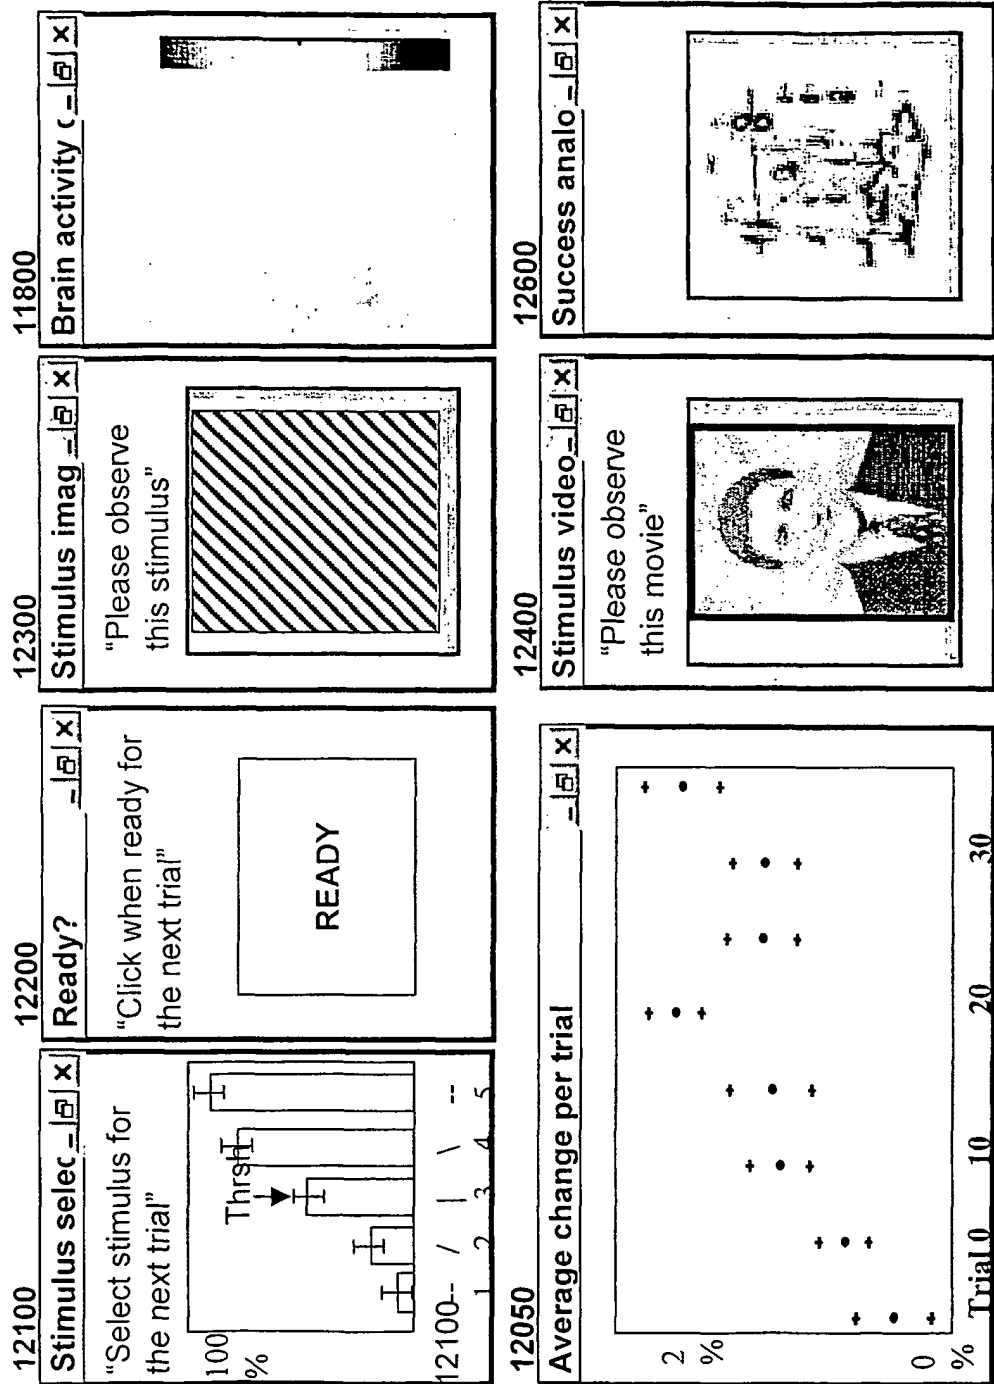 12100
Stimulus selec
"Select stimulus for
the next trial"
100
%
Thrsh
12100
-- / | \ --
1 2 3 4 5
12200
Ready?
"Click when ready for
the next trial"
READY
12300
Stimulus imag
"Please observe
this stimulus"
11800
Brain activity c
12050
Average change per trial
2
%
0
%
Trial 0 10 20 30
12400
Stimulus video
"Please observe
this movie"
12600
Success analo